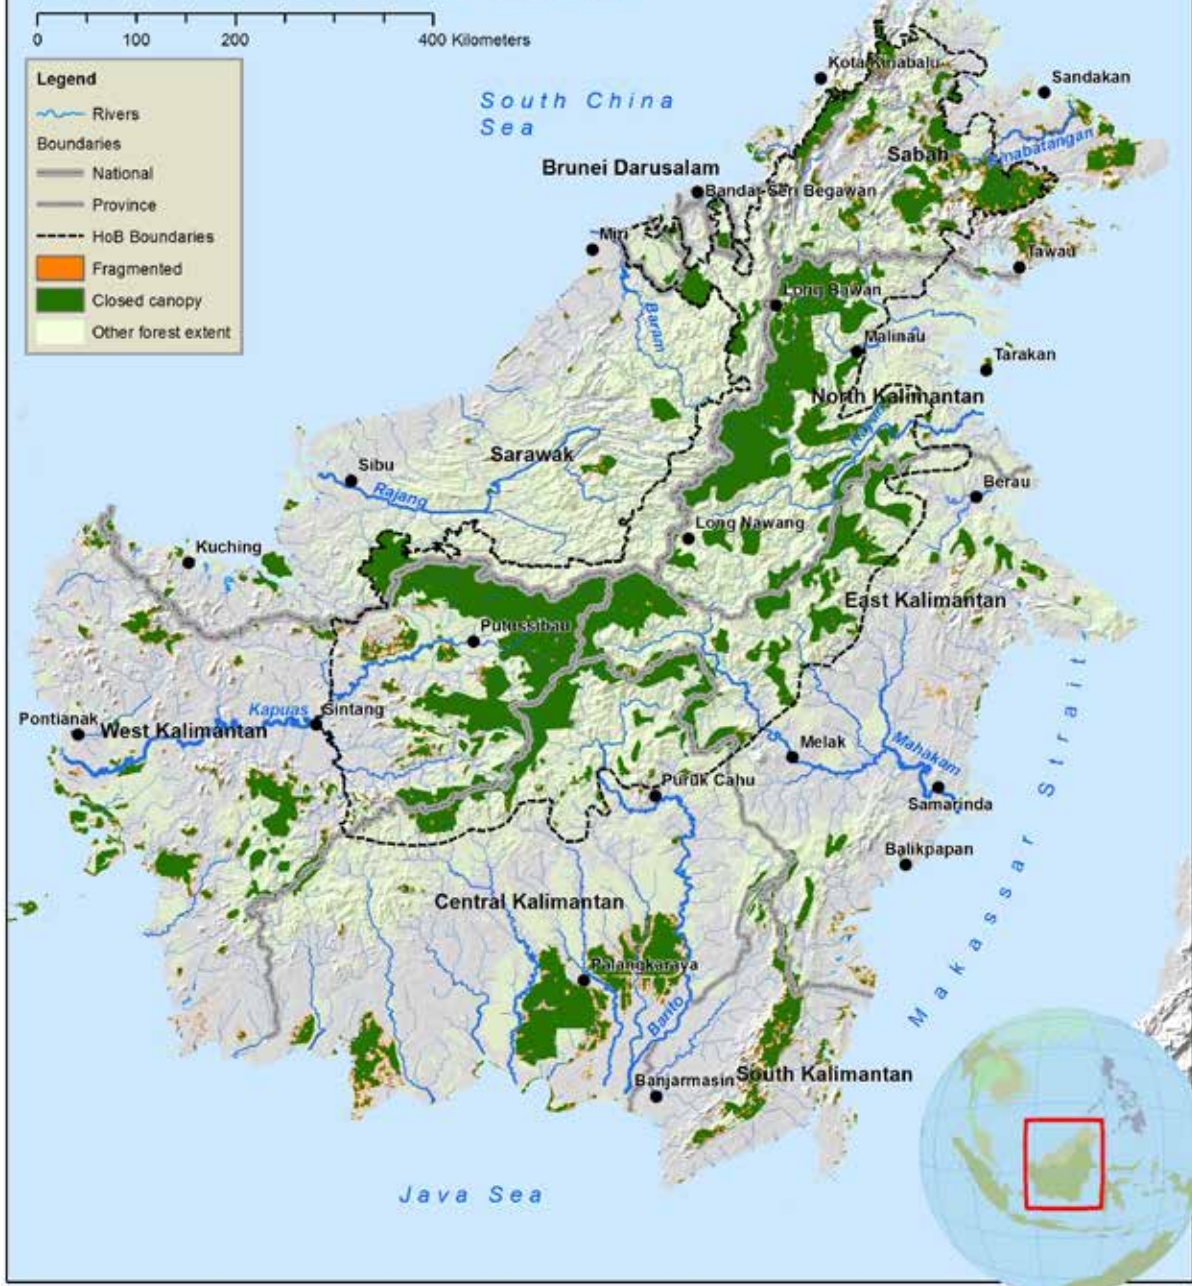 0 100 200 400 Kilometers
Legend
Rivers
Boundaries
National
Province
HoB Boundaries
Fragmented
Closed canopy
Other forest extent
South China
Sea
Kota Kinabalu
Sandakan
Sabah
Kinabatangan
Brunei Darusalam
Bandar Seri Begawan
Miri
Tawau
Long Bawan
Baram
Malinau
Tarakan
North Kalimantan
Kayan
Sarawak
Sibu
Rajang
Berau
Long Nawang
Kuching
East Kalimantan
Putussibau
Kapuas
Sintang
Pontianak
West Kalimantan
Melak
Mahakam
Puruk Cahu
Samarinda
Balikpapan
Makassar Strait
Central Kalimantan
Palangkaraya
Barito
Banjarmasin
South Kalimantan
Java Sea